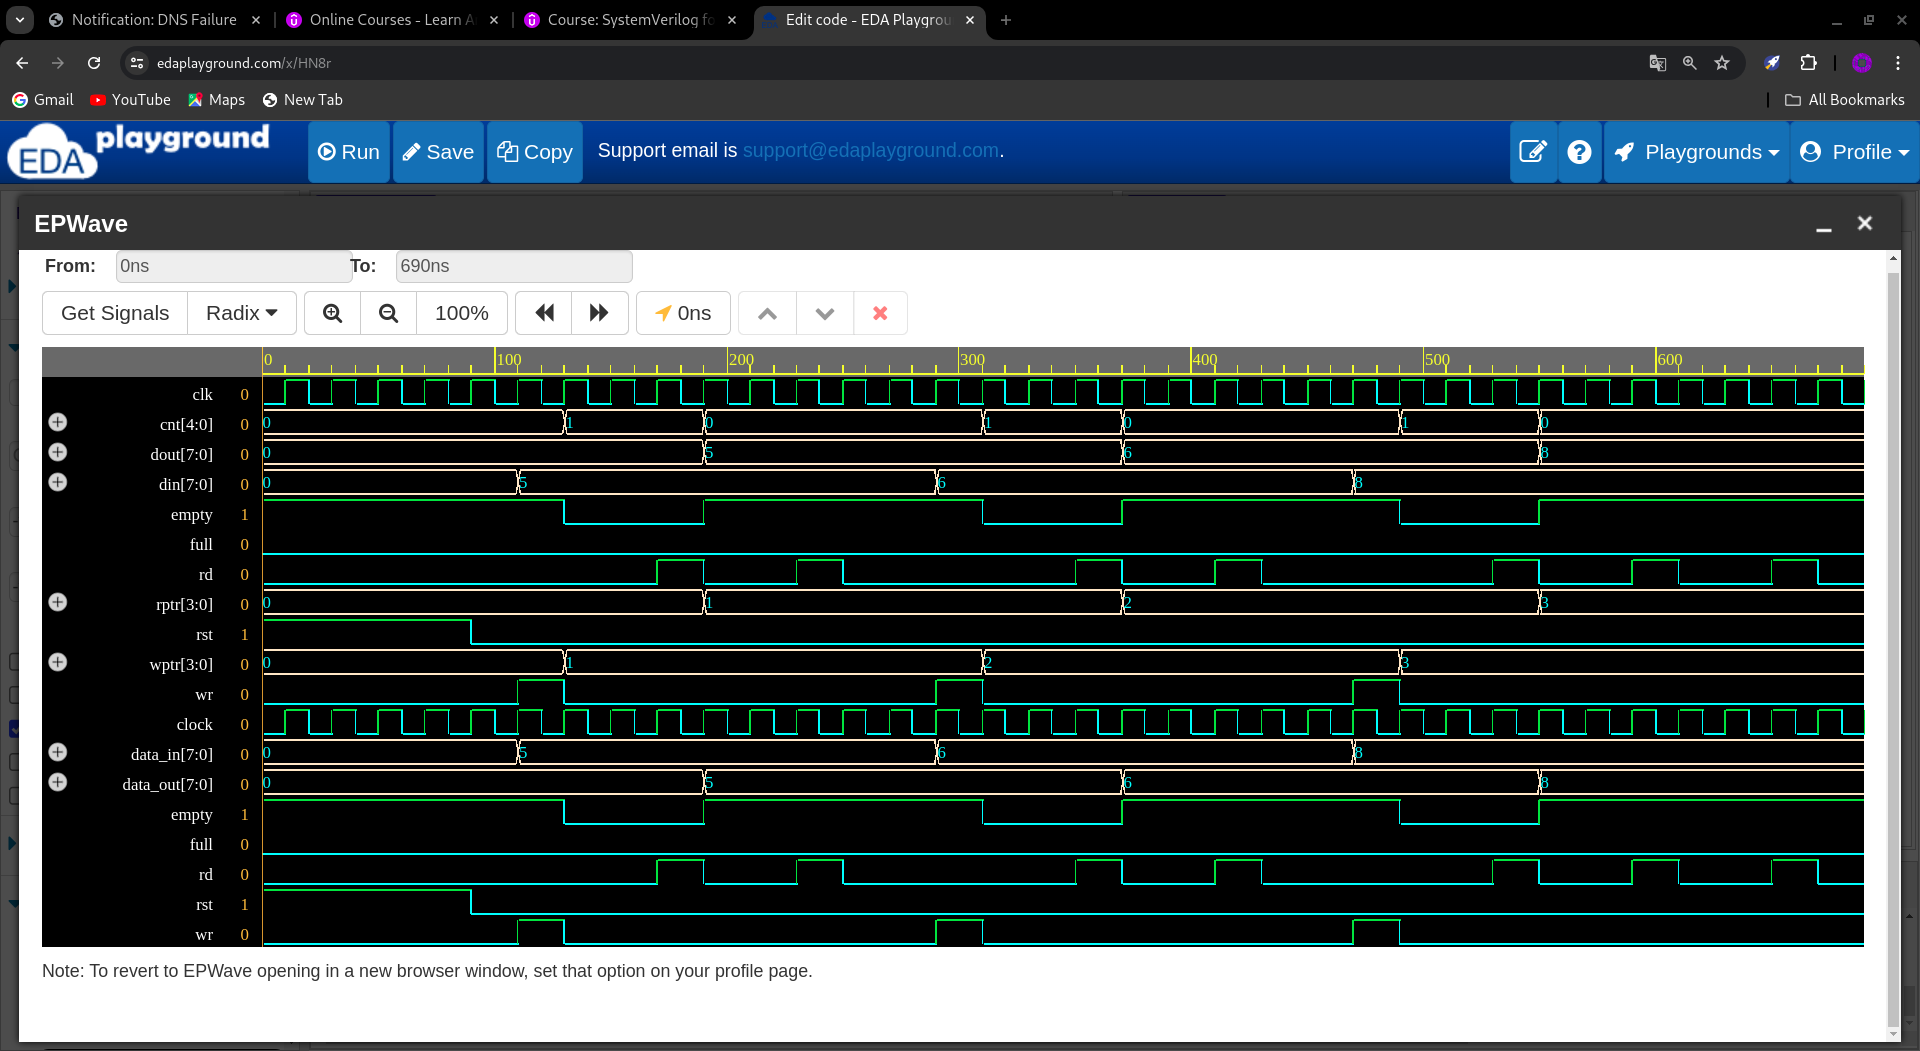 Notification: DNS Failure
Online Courses - Learn A
Course: SystemVerilog fo
Edit code - EDA Playgrou
edaplayground.com/x/HN8r
Gmail
YouTube
Maps
New Tab
All Bookmarks
EDA playground
Run
Save
Copy
Support email is support@edaplayground.com.
Playgrounds
Profile
EPWave
From: 0ns To: 690ns
Get Signals
Radix
100%
0ns
0 100 200 300 400 500 600
clk 0
cnt[4:0] 0 0 1 0 1 0 1 0
dout[7:0] 0 0 5 6 8
din[7:0] 0 0 5 6 8
empty 1
full 0
rd 0
rptr[3:0] 0 0 1 2 3
rst 1
wptr[3:0] 0 0 1 2 3
wr 0
clock 0
data_in[7:0] 0 0 5 6 8
data_out[7:0] 0 0 5 6 8
empty 1
full 0
rd 0
rst 1
wr 0
Note: To revert to EPWave opening in a new browser window, set that option on your profile page.